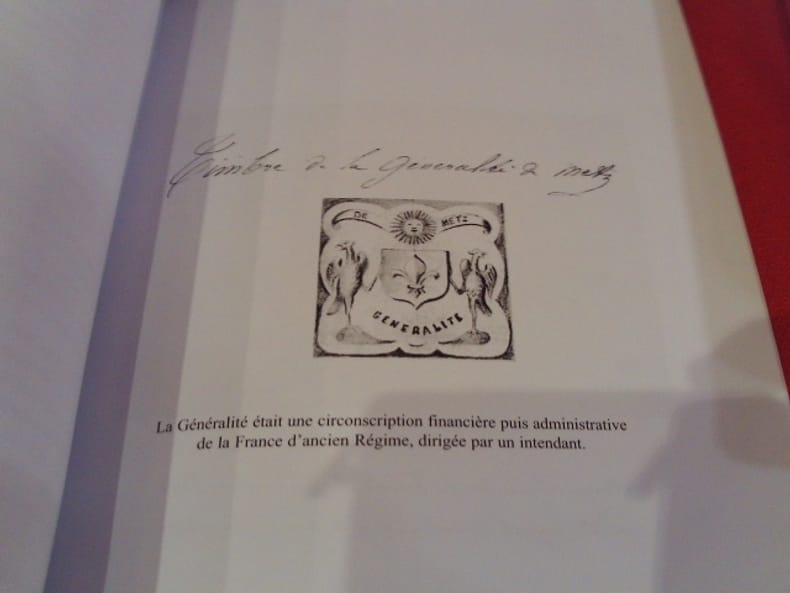 Timbre de la Généralité de Metz
DE METZ
GENERALITE
La Généralité était une circonscription financière puis administrative
de la France d'ancien Régime, dirigée par un intendant.